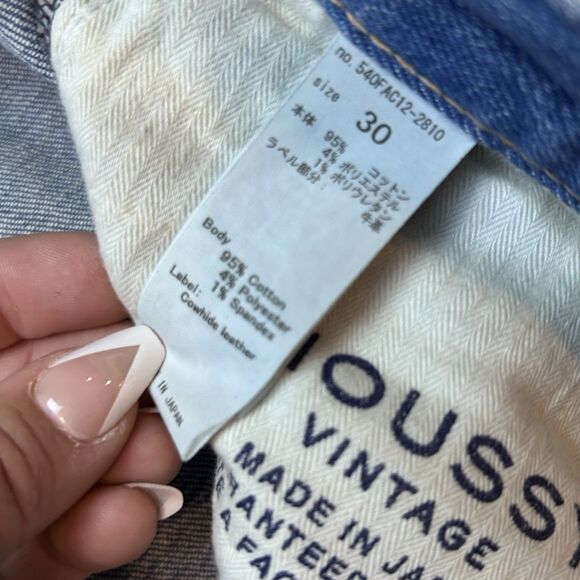 no. 540FAC12-2810
size 30
本体 95% コットン
4% ポリエステル
1% ポリウレタン
ラベル部分: 牛革
Body
95% Cotton
4% Polyester
1% Spandex
Label: Cowhide leather
IN JAPAN
OUSSY
VINTAGE
MADE IN JA
RANTEED
A FAC